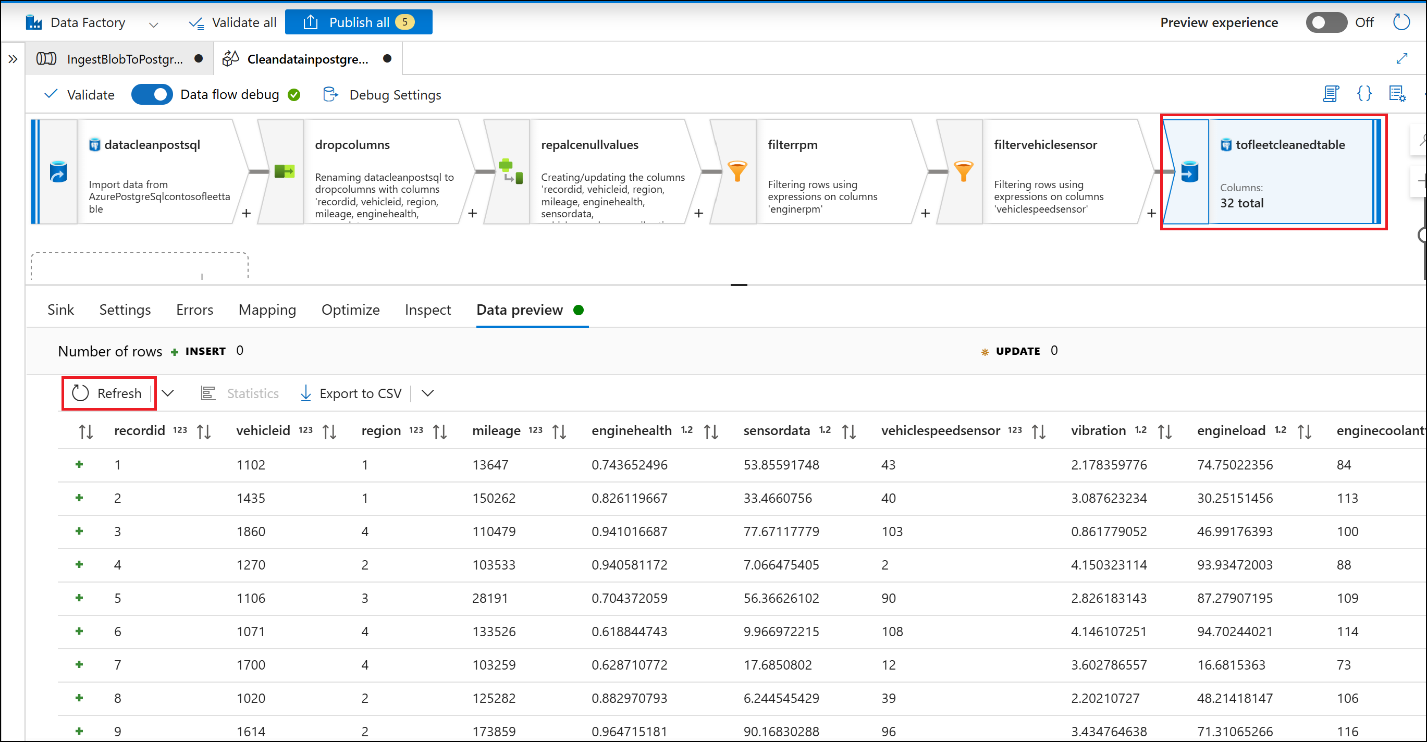 Data Factory Validate all Publish all 5 Preview experience Off
IngestBlobToPostgr... Cleandatainpostgre...
Validate Data flow debug Debug Settings
datacleanpostsql
Import data from
AzurePostgreSqlcontosofleetta
ble
+
dropcolumns
Renaming datacleanpostsql to
dropcolumns with columns
'recordid, vehicleid, region,
mileage, enginehealth,
+
repalcenullvalues
Creating/updating the columns
'recordid, vehicleid, region,
mileage, enginehealth,
sensordata,
+
filterrpm
Filtering rows using
expressions on columns
'enginerpm'
+
filtervehiclesensor
Filtering rows using
expressions on columns
'vehiclespeedsensor'
+
tofleetcleanedtable
Columns:
32 total
Sink Settings Errors Mapping Optimize Inspect Data preview
Number of rows + INSERT 0 UPDATE 0
Refresh Statistics Export to CSV
recordid 123 vehicleid 123 region 123 mileage 123 enginehealth 1.2 sensordata 1.2 vehiclespeedsensor 123 vibration 1.2 engineload 1.2 enginecoolant
+ 1 1102 1 13647 0.743652496 53.85591748 43 2.178359776 74.75022356 84
+ 2 1435 1 150262 0.826119667 33.4660756 40 3.087623234 30.25151456 113
+ 3 1860 4 110479 0.941016687 77.67117779 103 0.861779052 46.99176393 100
+ 4 1270 2 103533 0.940581172 7.066475405 2 4.150323114 93.93472003 88
+ 5 1106 3 28191 0.704372059 56.36626102 90 2.826183143 87.27907195 109
+ 6 1071 4 133526 0.618844743 9.966972215 108 4.146107251 94.70244021 114
+ 7 1700 4 103259 0.628710772 17.6850802 12 3.602786557 16.6815363 73
+ 8 1020 2 125282 0.882970793 6.244545429 39 2.20210727 48.21418147 106
+ 9 1614 2 173859 0.964715181 90.16830288 96 3.434764638 71.31065266 116